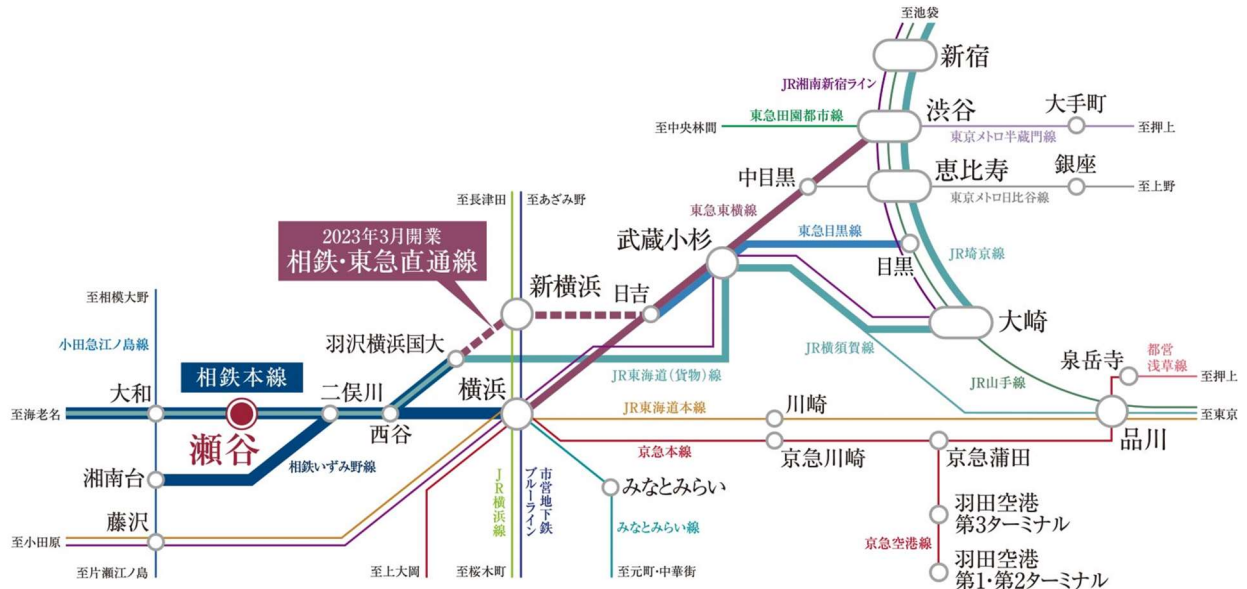 至池袋
新宿
JR湘南新宿ライン
東急田園都市線
渋谷
大手町
至中央林間
東京メトロ半蔵門線
至押上
中目黒
恵比寿
銀座
東京メトロ日比谷線
至上野
至長津田
至あざみ野
東急東横線
2023年3月開業
相鉄・東急直通線
武蔵小杉
東急目黒線
目黒
JR埼京線
至相模大野
新横浜
日吉
小田急江ノ島線
羽沢横浜国大
大崎
JR横須賀線
相鉄本線
JR東海道(貨物)線
JR山手線
泉岳寺
都営
浅草線
至押上
大和
二俣川
横浜
JR東海道本線
川崎
至海老名
瀬谷
西谷
至東京
品川
相鉄いずみ野線
京急本線
京急川崎
京急蒲田
湘南台
JR横浜線
市営地下鉄
ブルーライン
みなとみらい
藤沢
みなとみらい線
羽田空港
第3ターミナル
至小田原
京急空港線
至片瀬江ノ島
至上大岡
至桜木町
至元町・中華街
羽田空港
第1・第2ターミナル